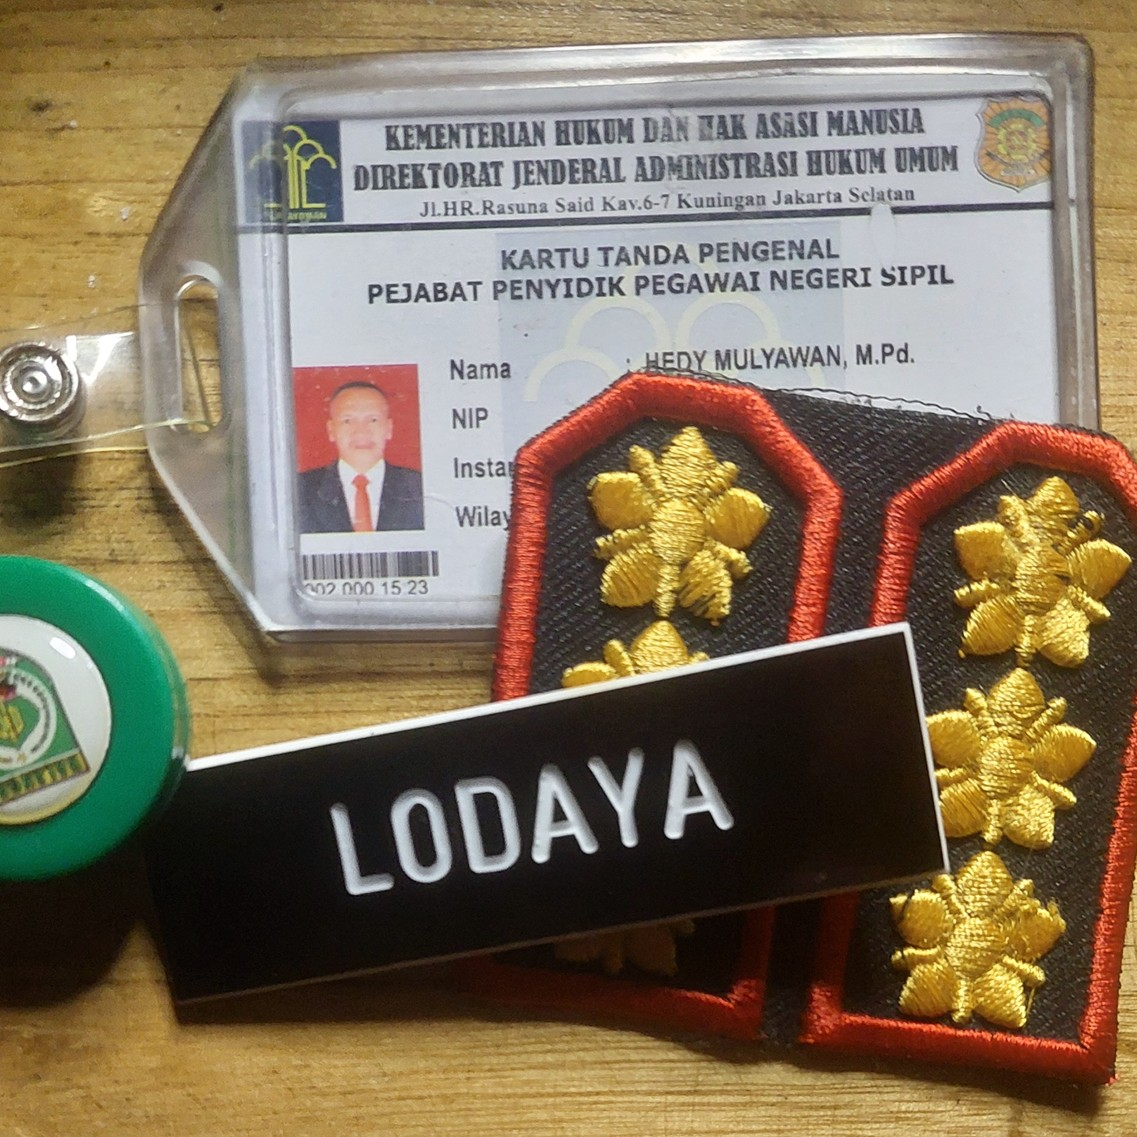 KEMENTERIAN HUKUM DAN HAK ASASI MANUSIA
DIREKTORAT JENDERAL ADMINISTRASI HUKUM UMUM
Jl.HR.Rasuna Said Kav.6-7 Kuningan Jakarta Selatan
KARTU TANDA PENGENAL
PEJABAT PENYIDIK PEGAWAI NEGERI SIPIL
Nama : HEDY MULYAWAN, M.Pd.
NIP
Insta
Wilay
002 000 15 23
LODAYA